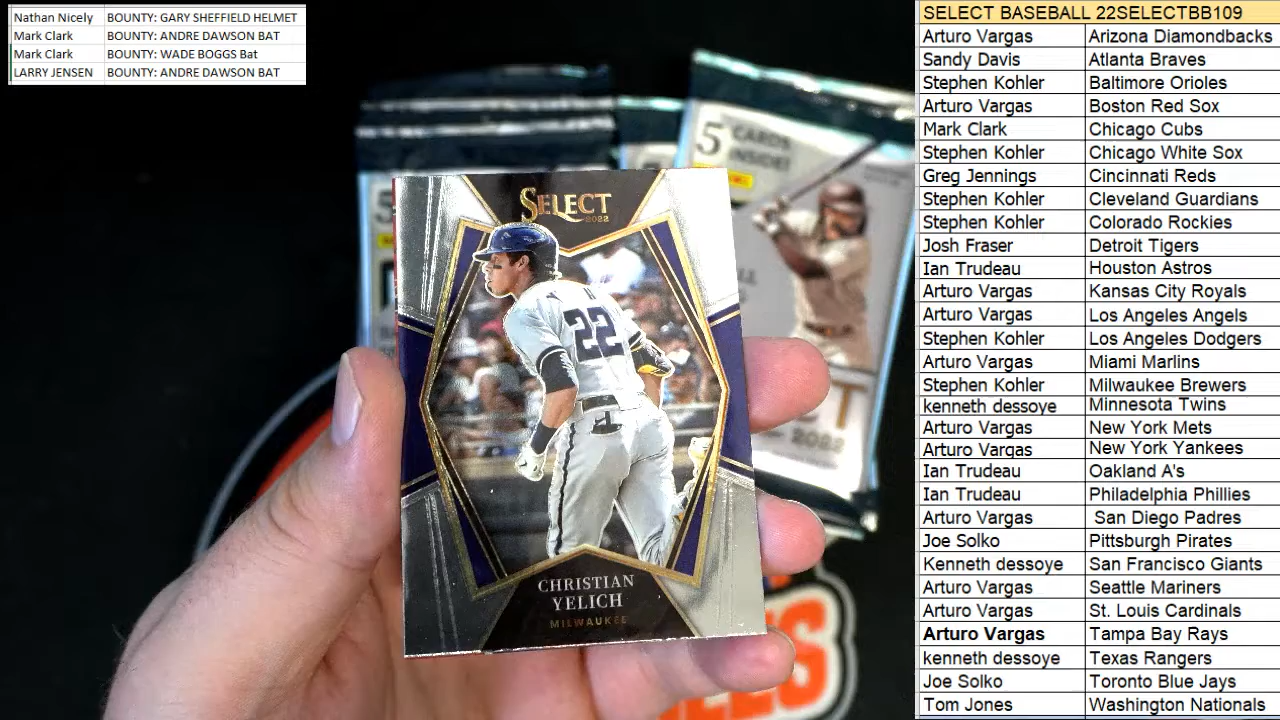 Nathan Nicely BOUNTY: GARY SHEFFIELD HELMET
Mark Clark BOUNTY: ANDRE DAWSON BAT
Mark Clark BOUNTY: WADE BOGGS Bat
LARRY JENSEN BOUNTY: ANDRE DAWSON BAT
5 CARDS
INSIDE!
5
SELECT
2022
22
CHRISTIAN
YELICH
MILWAUKEE
2022
SELECT BASEBALL 22SELECTBB109
Arturo Vargas Arizona Diamondbacks
Sandy Davis Atlanta Braves
Stephen Kohler Baltimore Orioles
Arturo Vargas Boston Red Sox
Mark Clark Chicago Cubs
Stephen Kohler Chicago White Sox
Greg Jennings Cincinnati Reds
Stephen Kohler Cleveland Guardians
Stephen Kohler Colorado Rockies
Josh Fraser Detroit Tigers
Ian Trudeau Houston Astros
Arturo Vargas Kansas City Royals
Arturo Vargas Los Angeles Angels
Stephen Kohler Los Angeles Dodgers
Arturo Vargas Miami Marlins
Stephen Kohler Milwaukee Brewers
kenneth dessoye Minnesota Twins
Arturo Vargas New York Mets
Arturo Vargas New York Yankees
Ian Trudeau Oakland A's
Ian Trudeau Philadelphia Phillies
Arturo Vargas San Diego Padres
Joe Solko Pittsburgh Pirates
Kenneth dessoye San Francisco Giants
Arturo Vargas Seattle Mariners
Arturo Vargas St. Louis Cardinals
Arturo Vargas Tampa Bay Rays
kenneth dessoye Texas Rangers
Joe Solko Toronto Blue Jays
Tom Jones Washington Nationals